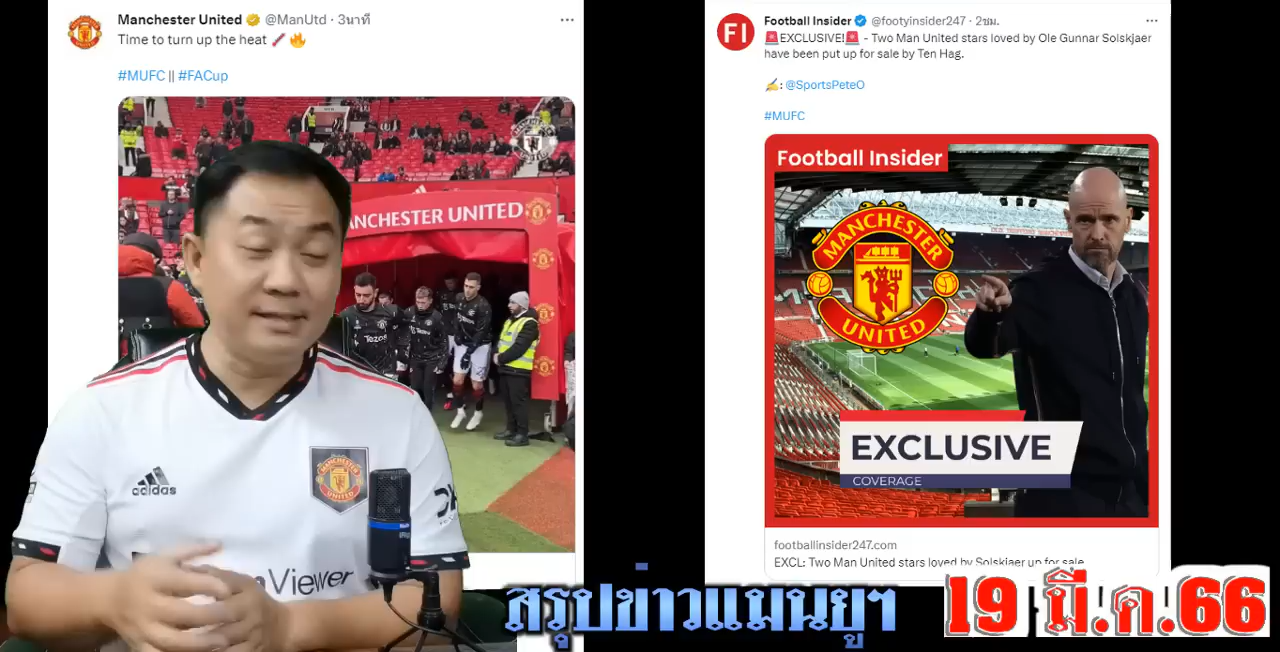 Manchester United @ManUtd · 3นาที
Time to turn up the heat
#MUFC || #FACup
MANCHESTER UNITED
Tezos
adidas
Viewer
Football Insider @footyinsider247 · 2ชม.
EXCLUSIVE! - Two Man United stars loved by Ole Gunnar Solskjaer
have been put up for sale by Ten Hag.
: @SportsPeteO
#MUFC
Football Insider
MANCHESTER
UNITED
EXCLUSIVE
COVERAGE
footballinsider247.com
EXCL: Two Man United stars loved by Solskjaer up for sale
สรุปข่าวแมนยูฯ
19 มี.ค.66